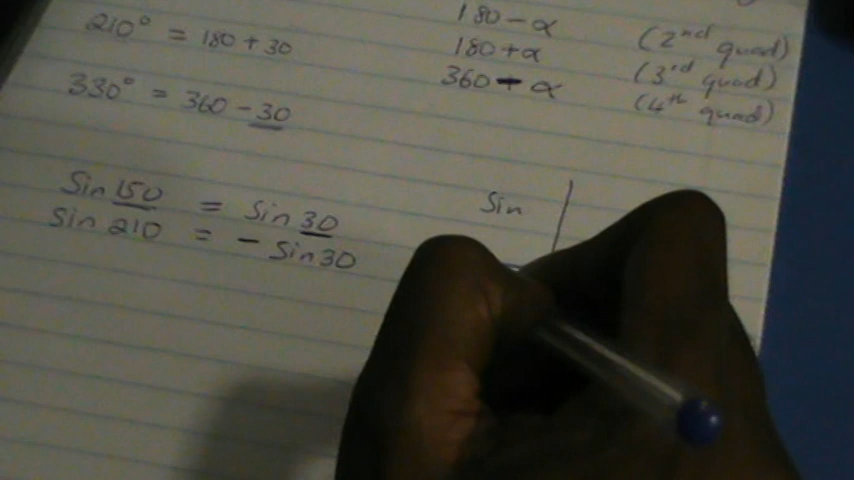 210° = 180 + 30
330° = 360 - 30
180 - α (2nd quad)
180 + α (3rd quad)
360 - α (4th quad)
Sin 150 = Sin 30
Sin 210 = - Sin 30
Sin